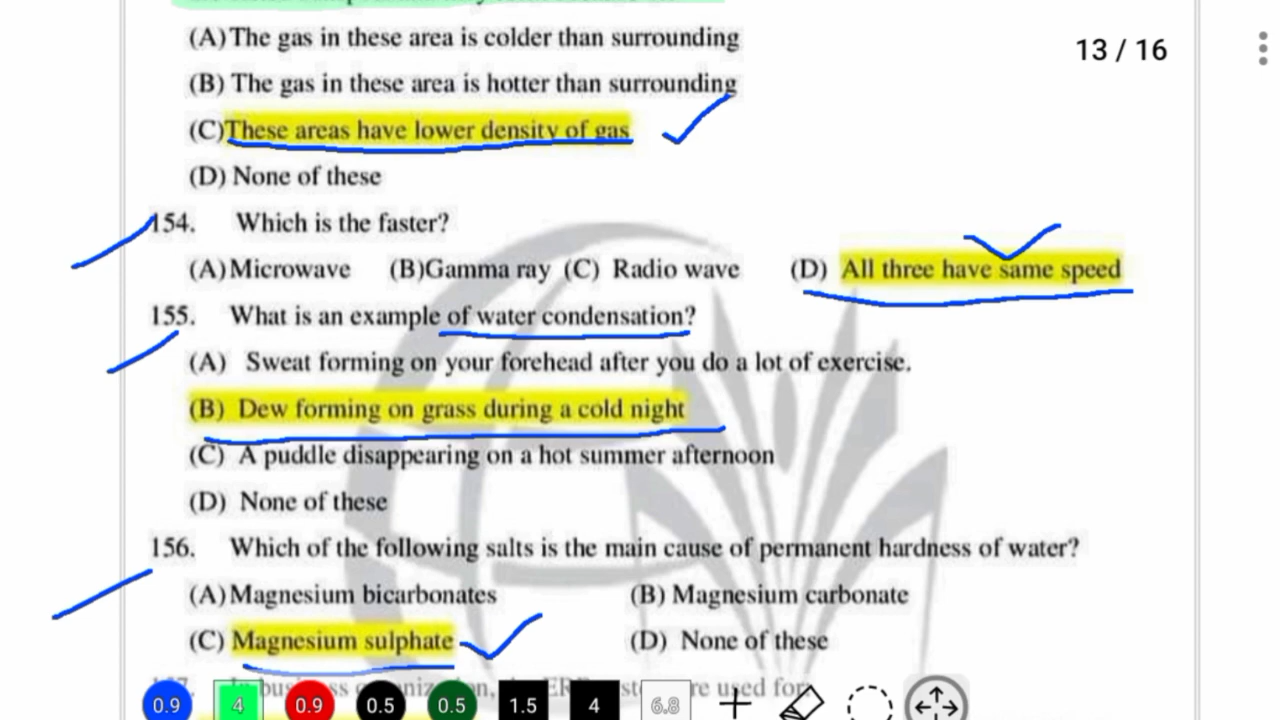 (A) The gas in these area is colder than surrounding
13 / 16
(B) The gas in these area is hotter than surrounding
(C) These areas have lower density of gas
(D) None of these
154. Which is the faster?
(A) Microwave (B) Gamma ray (C) Radio wave (D) All three have same speed
155. What is an example of water condensation?
(A) Sweat forming on your forehead after you do a lot of exercise.
(B) Dew forming on grass during a cold night
(C) A puddle disappearing on a hot summer afternoon
(D) None of these
156. Which of the following salts is the main cause of permanent hardness of water?
(A) Magnesium bicarbonates (B) Magnesium carbonate
(C) Magnesium sulphate (D) None of these
used for
0.9 4 0.9 0.5 0.5 1.5 4 6.8